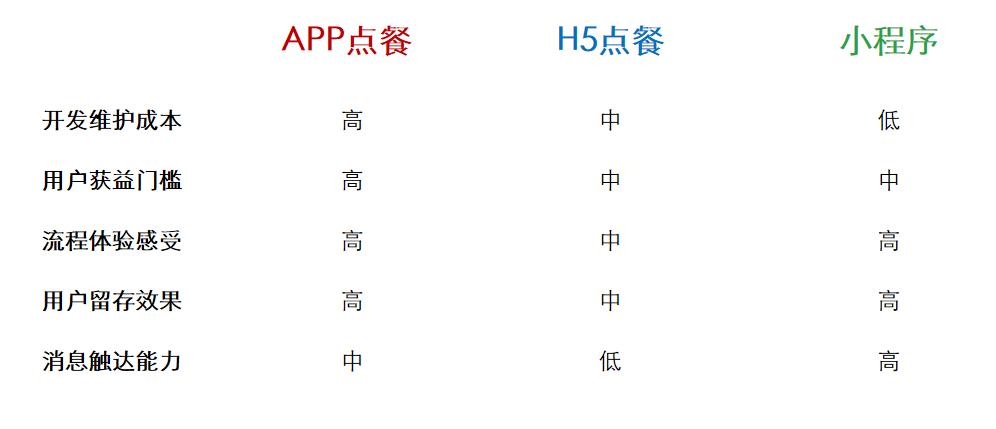 APP点餐 H5点餐 小程序
开发维护成本 高 中 低
用户获益门槛 高 中 中
流程体验感受 高 中 高
用户留存效果 高 中 高
消息触达能力 中 低 高